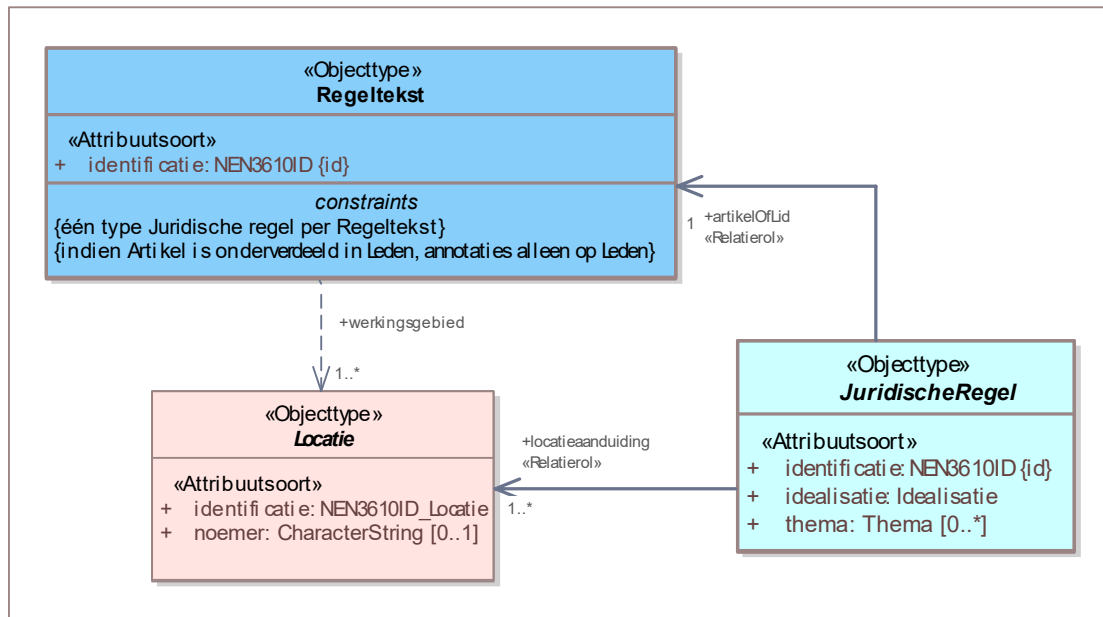 «Objecttype»
Regeltekst
«Attribuutsoort»
+ identificatie: NEN3610ID {id}
constraints
{één type Juridische regel per Regeltekst}
{indien Artikel is onderverdeeld in Leden, annotaties alleen op Leden}
1 +artikelOfLid
«Relatierol»
+werkingsgebied
1..*
«Objecttype»
Locatie
«Attribuutsoort»
+ identificatie: NEN3610ID_Locatie
+ noemer: CharacterString [0..1]
+locatieaanduiding
«Relatierol»
1..*
«Objecttype»
JuridischeRegel
«Attribuutsoort»
+ identificatie: NEN3610ID {id}
+ idealisatie: Idealisatie
+ thema: Thema [0..*]